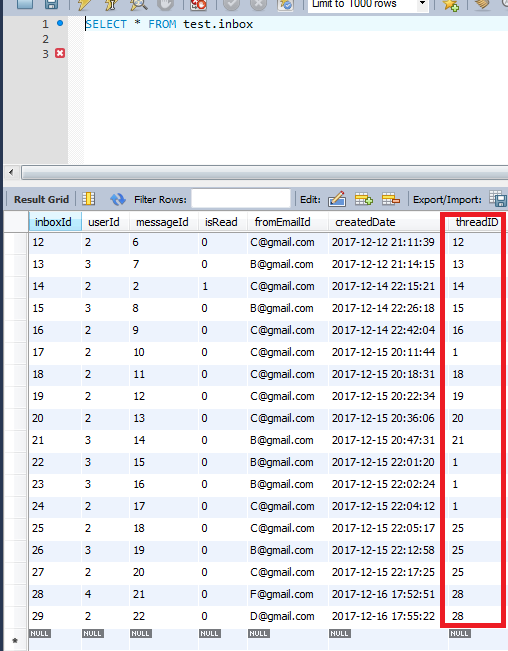 Limit to 1000 rows
1 SELECT * FROM test.inbox
2
3
Result Grid Filter Rows: Edit: Export/Import:
inboxId userId messageId isRead fromEmailId createdDate threadID
12 2 6 0 C@gmail.com 2017-12-12 21:11:39 12
13 3 7 0 B@gmail.com 2017-12-12 21:14:15 13
14 2 2 1 C@gmail.com 2017-12-14 22:15:21 14
15 3 8 0 B@gmail.com 2017-12-14 22:26:18 15
16 2 9 0 C@gmail.com 2017-12-14 22:42:04 16
17 2 10 0 C@gmail.com 2017-12-15 20:11:44 1
18 2 11 0 C@gmail.com 2017-12-15 20:18:31 18
19 2 12 0 C@gmail.com 2017-12-15 20:22:34 19
20 2 13 0 C@gmail.com 2017-12-15 20:36:06 20
21 3 14 0 B@gmail.com 2017-12-15 20:47:31 21
22 3 15 0 B@gmail.com 2017-12-15 22:01:20 1
23 3 16 0 B@gmail.com 2017-12-15 22:02:24 1
24 2 17 0 C@gmail.com 2017-12-15 22:04:12 1
25 2 18 0 C@gmail.com 2017-12-15 22:05:17 25
26 3 19 0 B@gmail.com 2017-12-15 22:12:58 25
27 2 20 0 C@gmail.com 2017-12-15 22:17:25 25
28 4 21 0 F@gmail.com 2017-12-16 17:52:51 28
29 2 22 0 D@gmail.com 2017-12-16 17:55:22 28
* NULL NULL NULL NULL NULL NULL NULL